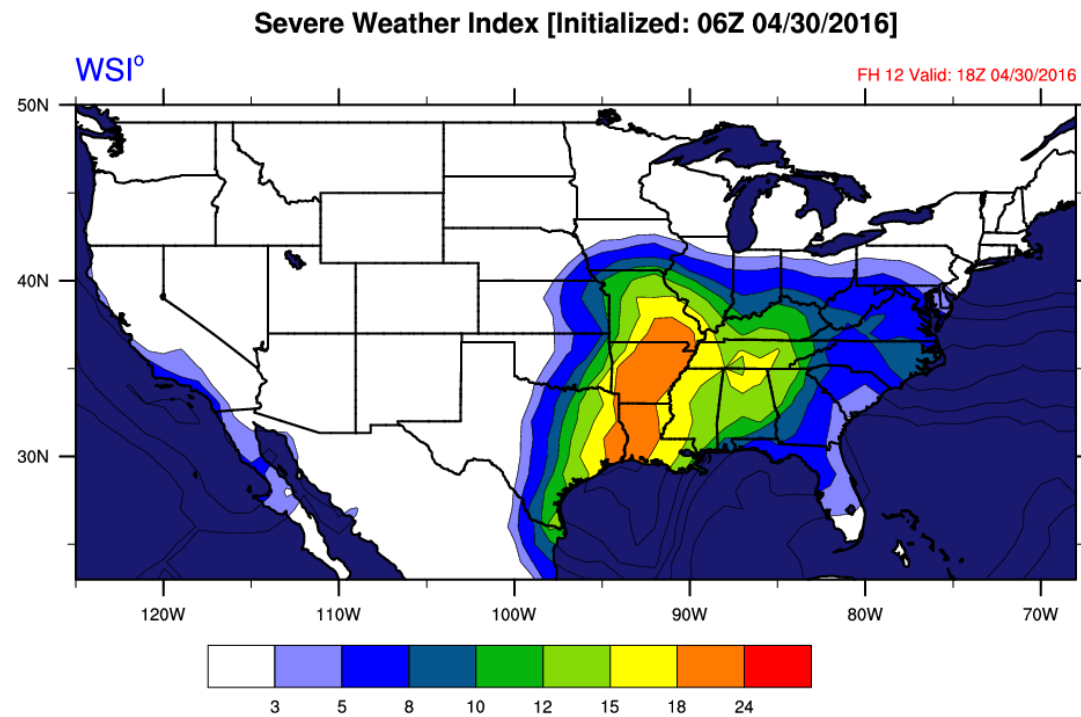 Severe Weather Index [Initialized: 06Z 04/30/2016]
WSIº
FH 12 Valid: 18Z 04/30/2016
50N
40N
30N
120W 110W 100W 90W 80W 70W
3 5 8 10 12 15 18 24